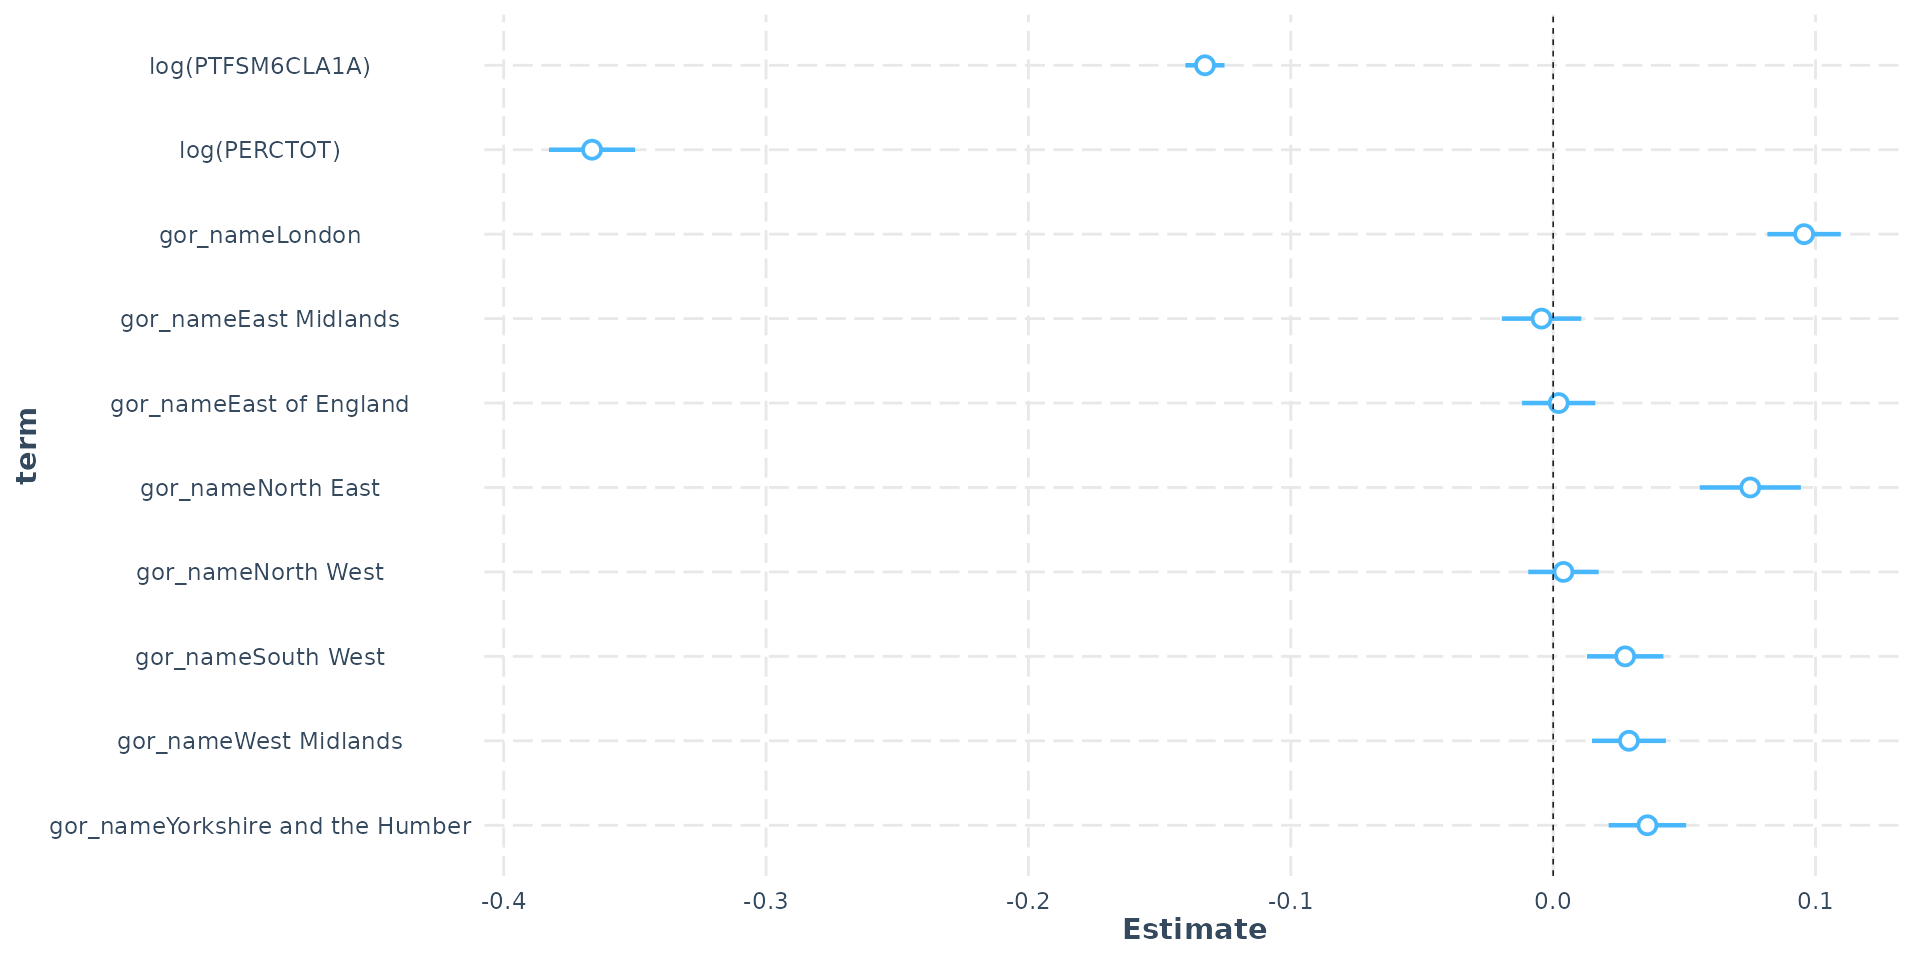 log(PTFSM6CLA1A)
log(PERCTOT)
gor_nameLondon
gor_nameEast Midlands
gor_nameEast of England
gor_nameNorth East
gor_nameNorth West
gor_nameSouth West
gor_nameWest Midlands
gor_nameYorkshire and the Humber
term
-0.4 -0.3 -0.2 -0.1 0.0 0.1
Estimate